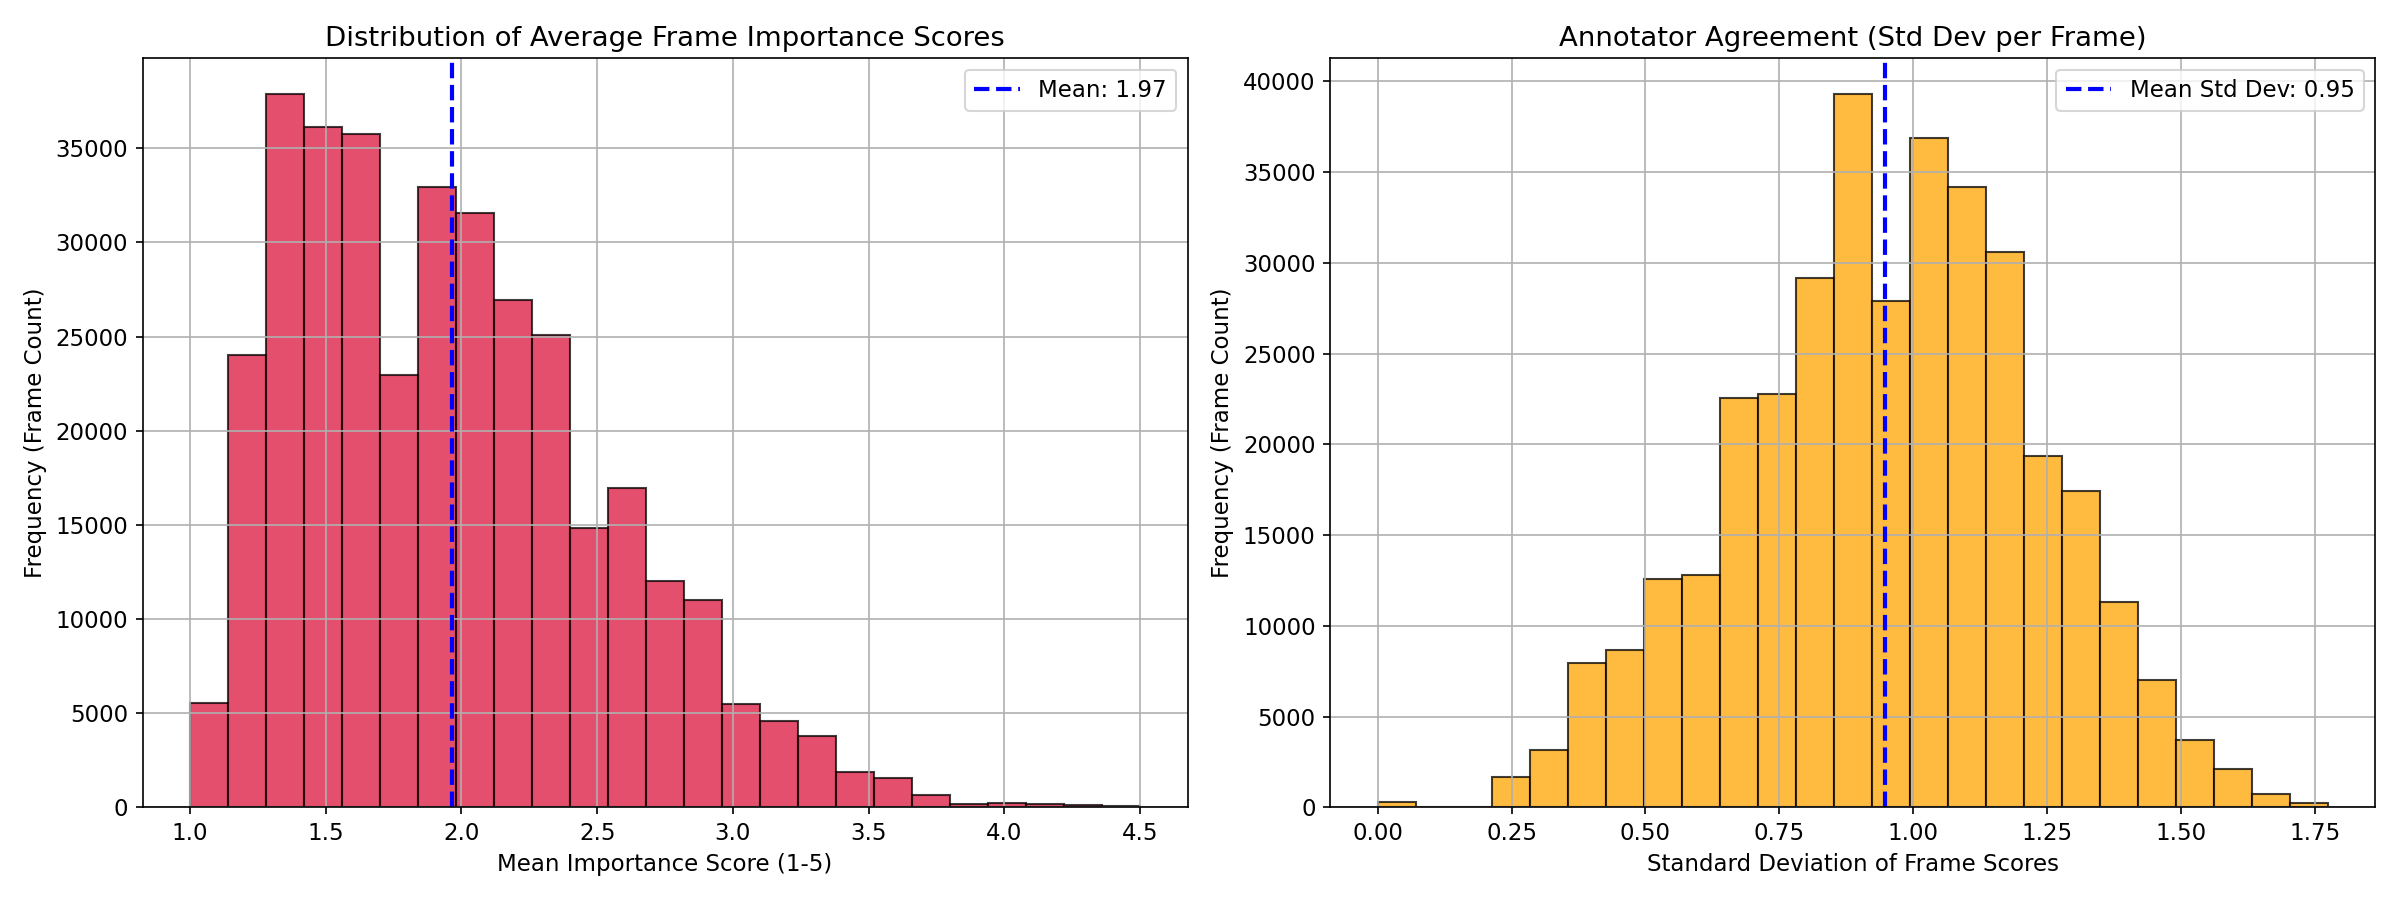 Distribution of Average Frame Importance Scores
Mean: 1.97
35000
30000
25000
20000
15000
10000
5000
0
Frequency (Frame Count)
1.0 1.5 2.0 2.5 3.0 3.5 4.0 4.5
Mean Importance Score (1-5)
Annotator Agreement (Std Dev per Frame)
Mean Std Dev: 0.95
40000
35000
30000
25000
20000
15000
10000
5000
0
Frequency (Frame Count)
0.00 0.25 0.50 0.75 1.00 1.25 1.50 1.75
Standard Deviation of Frame Scores